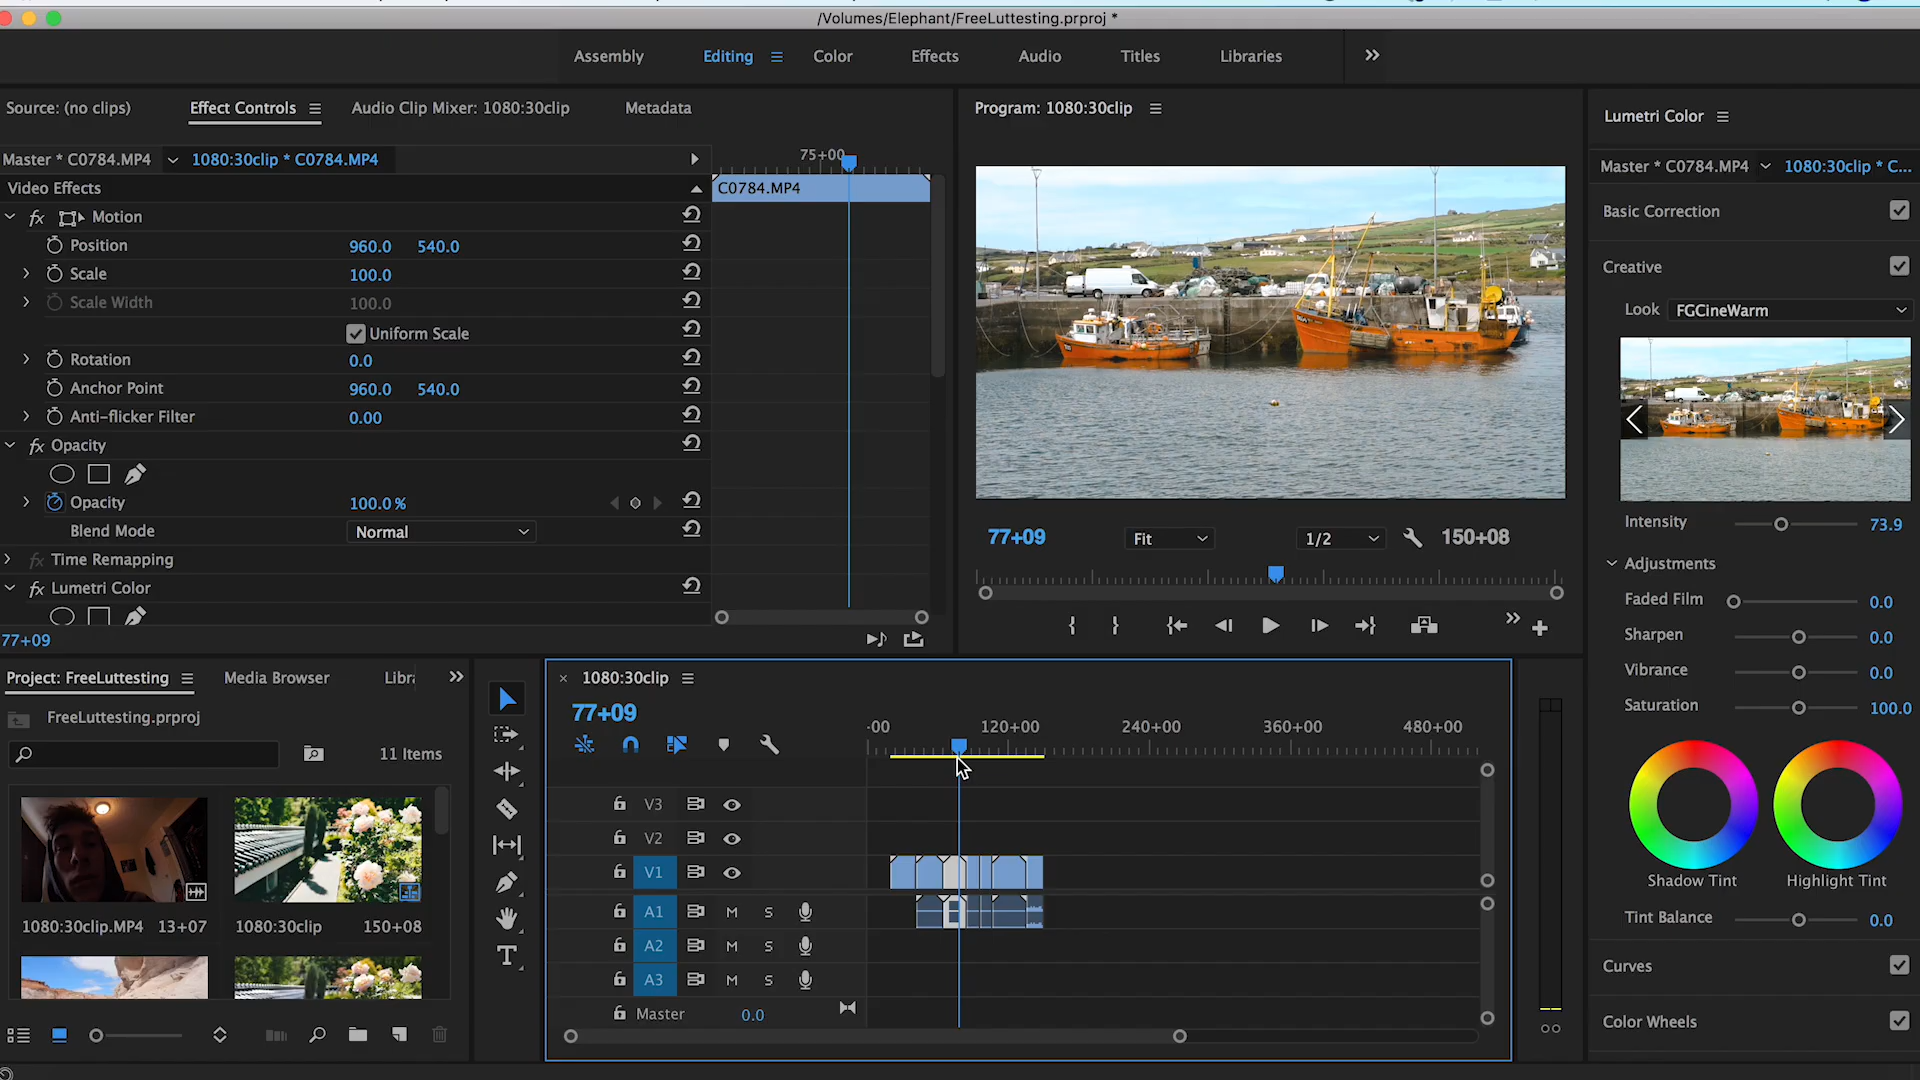 /Volumes/Elephant/FreeLuttesting.prproj *
Assembly Editing Color Effects Audio Titles Libraries
Source: (no clips) Effect Controls Audio Clip Mixer: 1080:30clip Metadata
Master * C0784.MP4 1080:30clip * C0784.MP4
75+00
Video Effects
C0784.MP4
fx Motion
Position 960.0 540.0
Scale 100.0
Scale Width 100.0
Uniform Scale
Rotation 0.0
Anchor Point 960.0 540.0
Anti-flicker Filter 0.00
fx Opacity
Opacity 100.0 %
Blend Mode Normal
fx Time Remapping
fx Lumetri Color
77+09
Program: 1080:30clip
77+09 Fit 1/2 150+08
Lumetri Color
Master * C0784.MP4 1080:30clip * C...
Basic Correction
Creative
Look FGCineWarm
Intensity 73.9
Adjustments
Faded Film 0.0
Sharpen 0.0
Vibrance 0.0
Saturation 100.0
Shadow Tint Highlight Tint
Tint Balance 0.0
Curves
Color Wheels
Project: FreeLuttesting Media Browser Libr
FreeLuttesting.prproj
11 Items
1080:30clip.MP4 13+07 1080:30clip 150+08
1080:30clip
77+09
-00 120+00 240+00 360+00 480+00
V3
V2
V1
A1 M S
A2 M S
A3 M S
Master 0.0